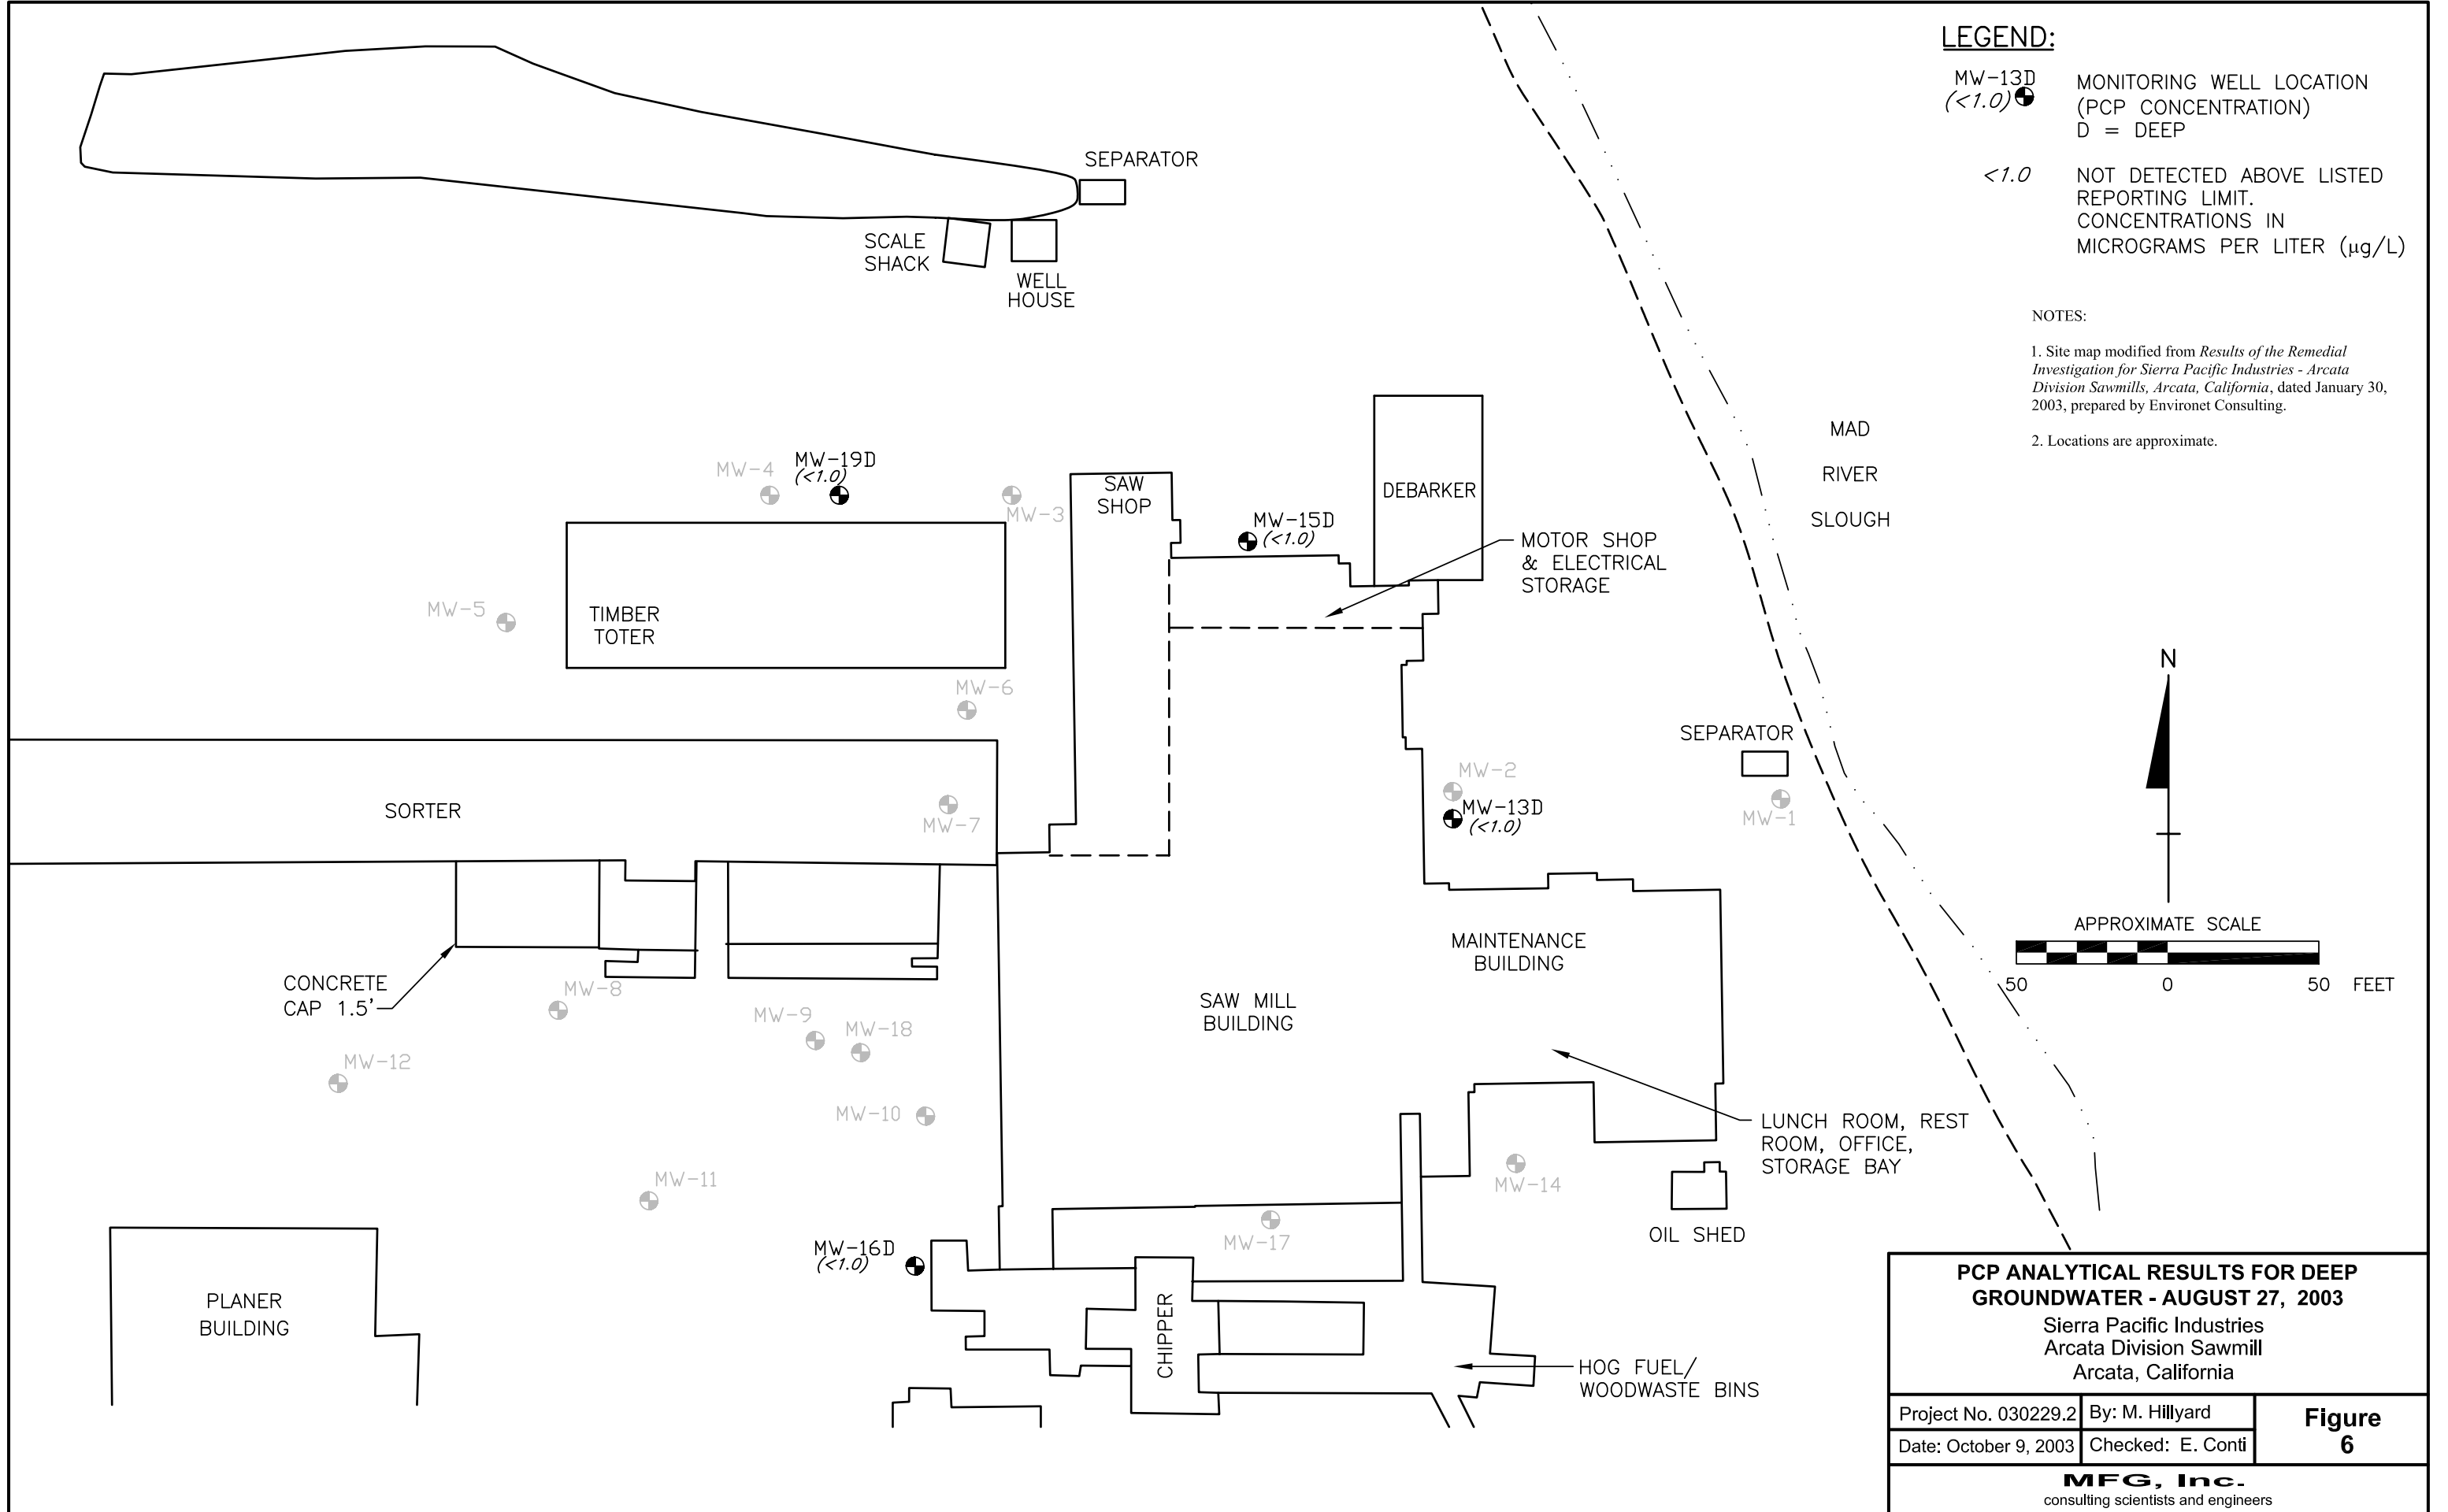 LEGEND:
MW-13D
(<1.0)
MONITORING WELL LOCATION
(PCP CONCENTRATION)
D = DEEP
<1.0
NOT DETECTED ABOVE LISTED
REPORTING LIMIT.
CONCENTRATIONS IN
MICROGRAMS PER LITER (µg/L)
NOTES:
1. Site map modified from Results of the Remedial
Investigation for Sierra Pacific Industries - Arcata
Division Sawmills, Arcata, California, dated January 30,
2003, prepared by Environet Consulting.
2. Locations are approximate.
SEPARATOR
SCALE
SHACK
WELL
HOUSE
MAD
RIVER
SLOUGH
MW-4
MW-19D
(<1.0)
MW-3
SAW
SHOP
DEBARKER
MW-15D
(<1.0)
MOTOR SHOP
& ELECTRICAL
STORAGE
MW-5
TIMBER
TOTER
MW-6
N
SEPARATOR
MW-2
MW-13D
(<1.0)
MW-1
SORTER
MW-7
APPROXIMATE SCALE
50
0
50
FEET
MAINTENANCE
BUILDING
CONCRETE
CAP 1.5'
MW-8
MW-9
MW-18
SAW MILL
BUILDING
MW-12
MW-10
LUNCH ROOM, REST
ROOM, OFFICE,
STORAGE BAY
MW-11
MW-14
OIL SHED
MW-17
MW-16D
(<1.0)
PLANER
BUILDING
CHIPPER
HOG FUEL/
WOODWASTE BINS
PCP ANALYTICAL RESULTS FOR DEEP
GROUNDWATER - AUGUST 27, 2003
Sierra Pacific Industries
Arcata Division Sawmill
Arcata, California
Project No. 030229.2
By: M. Hillyard
Date: October 9, 2003
Checked: E. Conti
Figure
6
MFG, Inc.
consulting scientists and engineers